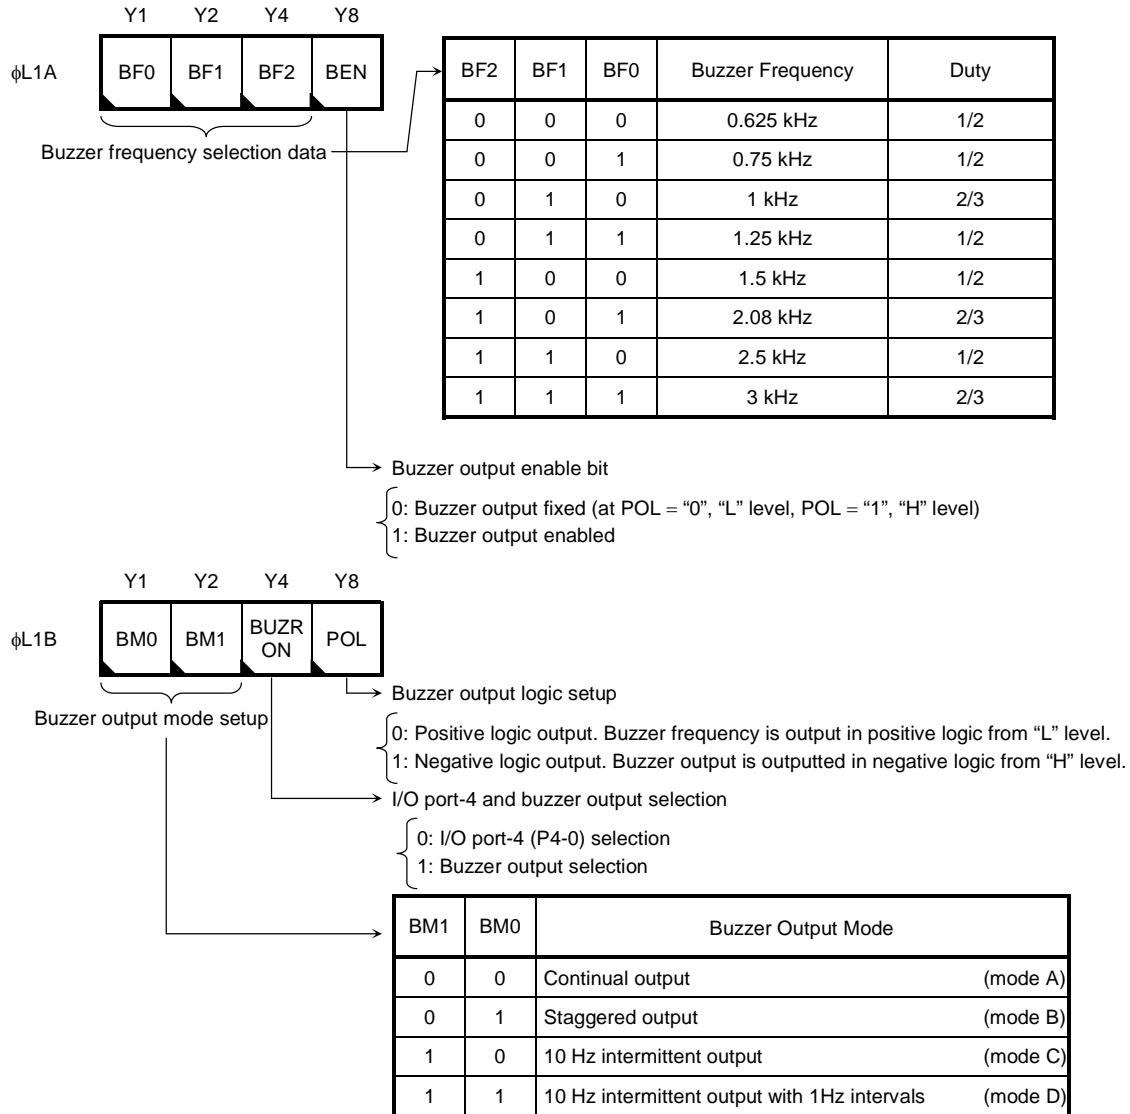 Y1 Y2 Y4 Y8
ϕL1A BF0 BF1 BF2 BEN
Buzzer frequency selection data
BF2 BF1 BF0 Buzzer Frequency Duty
0 0 0 0.625 kHz 1/2
0 0 1 0.75 kHz 1/2
0 1 0 1 kHz 2/3
0 1 1 1.25 kHz 1/2
1 0 0 1.5 kHz 1/2
1 0 1 2.08 kHz 2/3
1 1 0 2.5 kHz 1/2
1 1 1 3 kHz 2/3
Buzzer output enable bit
0: Buzzer output fixed (at POL = “0”, “L” level, POL = “1”, “H” level)
1: Buzzer output enabled
Y1 Y2 Y4 Y8
ϕL1B BM0 BM1 BUZR ON POL
Buzzer output mode setup
Buzzer output logic setup
0: Positive logic output. Buzzer frequency is output in positive logic from “L” level.
1: Negative logic output. Buzzer output is outputted in negative logic from “H” level.
I/O port-4 and buzzer output selection
0: I/O port-4 (P4-0) selection
1: Buzzer output selection
BM1 BM0 Buzzer Output Mode
0 0 Continual output (mode A)
0 1 Staggered output (mode B)
1 0 10 Hz intermittent output (mode C)
1 1 10 Hz intermittent output with 1Hz intervals (mode D)